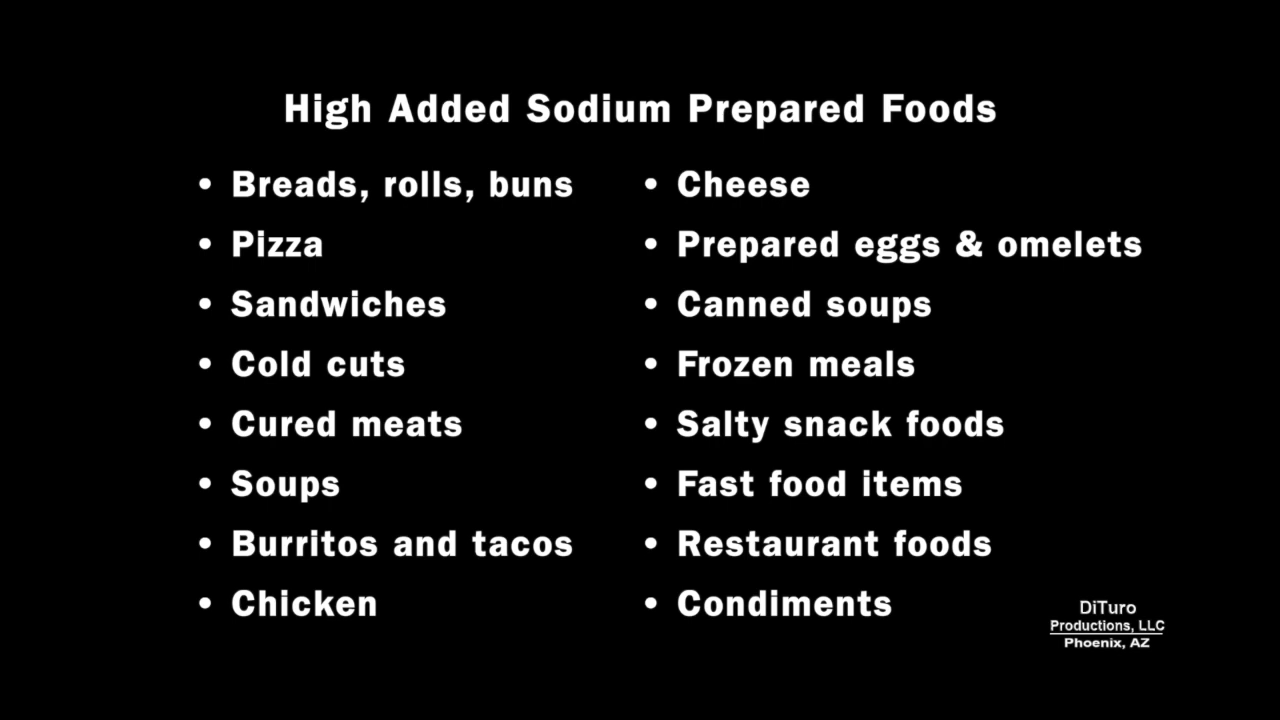 High Added Sodium Prepared Foods
• Breads, rolls, buns
• Pizza
• Sandwiches
• Cold cuts
• Cured meats
• Soups
• Burritos and tacos
• Chicken
• Cheese
• Prepared eggs & omelets
• Canned soups
• Frozen meals
• Salty snack foods
• Fast food items
• Restaurant foods
• Condiments
DiTuro
Productions, LLC
Phoenix, AZ